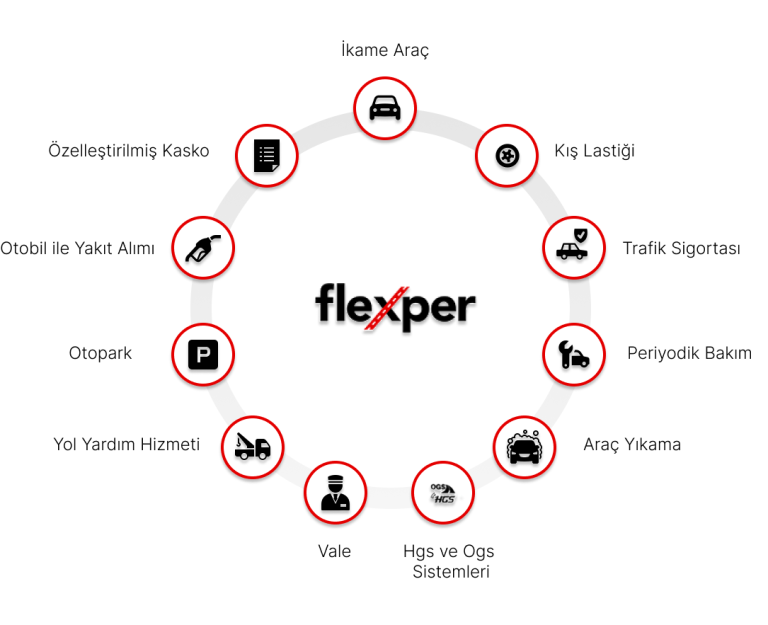 İkame Araç
Özelleştirilmiş Kasko
Kış Lastiği
Otobil ile Yakıt Alımı
Trafik Sigortası
flexper
Otopark
P
Periyodik Bakım
Yol Yardım Hizmeti
Araç Yıkama
OGS
HGS
Vale
Hgs ve Ogs
Sistemleri